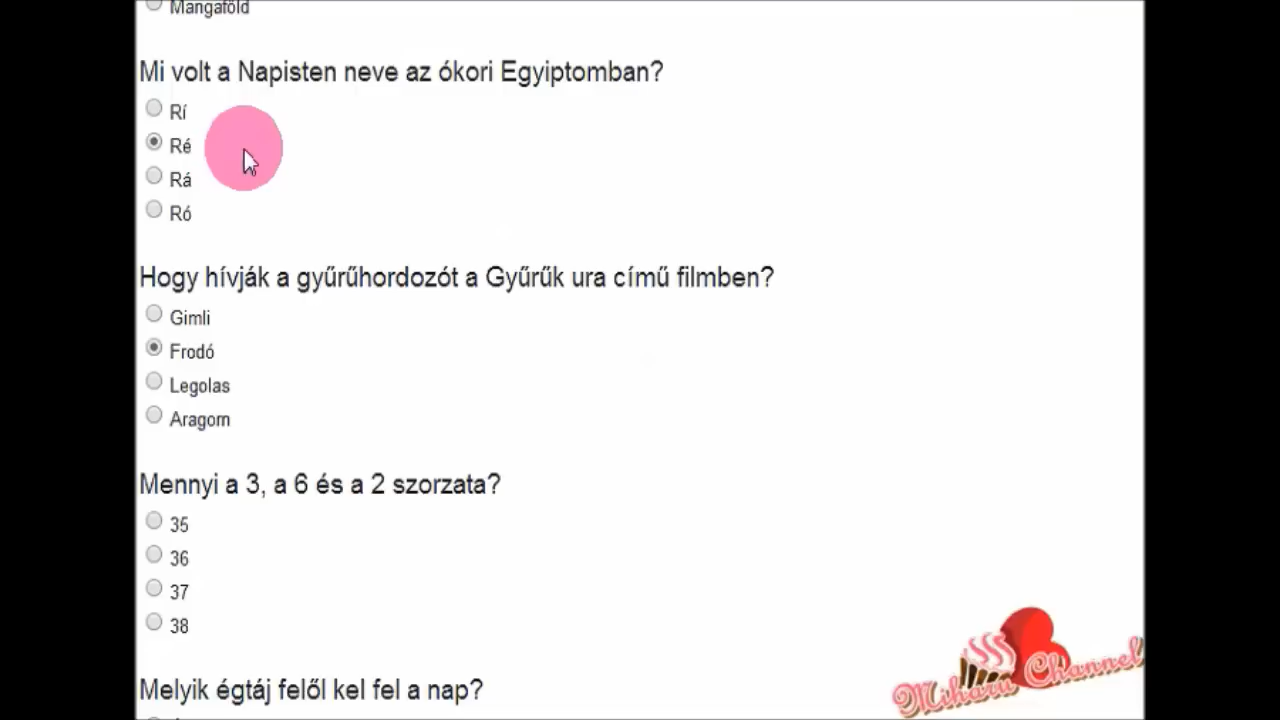 Mangaföld
Mi volt a Napisten neve az ókori Egyiptomban?
Rí
Ré
Rá
Ró
Hogy hívják a gyűrűhordozót a Gyűrűk ura című filmben?
Gimli
Frodó
Legolas
Aragorn
Mennyi a 3, a 6 és a 2 szorzata?
35
36
37
38
Melyik égtáj felől kel fel a nap?
Miharu Channel